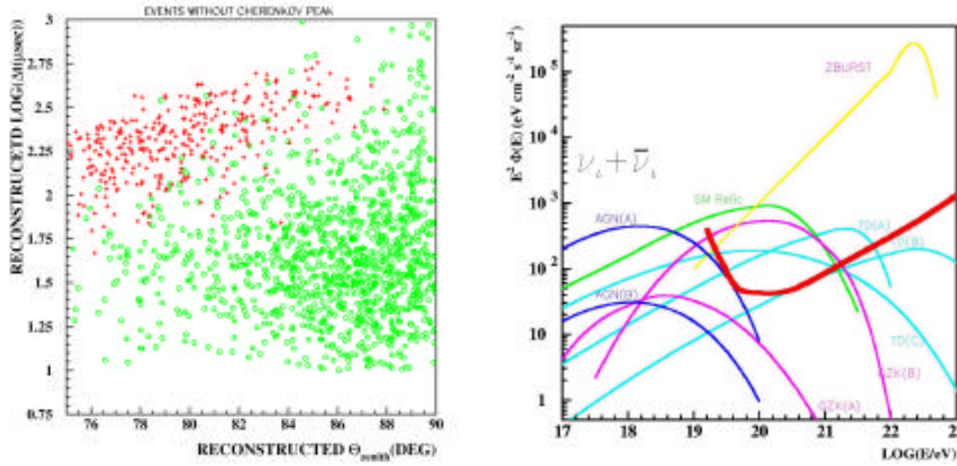 EVENTS WITHOUT CHERENKOV PEAK
RECONSTRUCETD LOG(Δt(μsec)
3
2.75
2.5
2.25
2
1.75
1.5
1.25
1
0.75
76 78 80 82 84 86 88 90
RECONSTRUCTED Θzenith(DEG)
E² Φ(E) (eV cm⁻² s⁻¹ sr⁻¹)
10⁵
10⁴
10³
10²
10
1
ZBURST
νι + ν̄ι
SM Relic
AGN(A)
TD(A)
AGN(B)
TD(C)
GZK(B)
GZK(A)
17 18 19 20 21 22
LOG(E/eV)